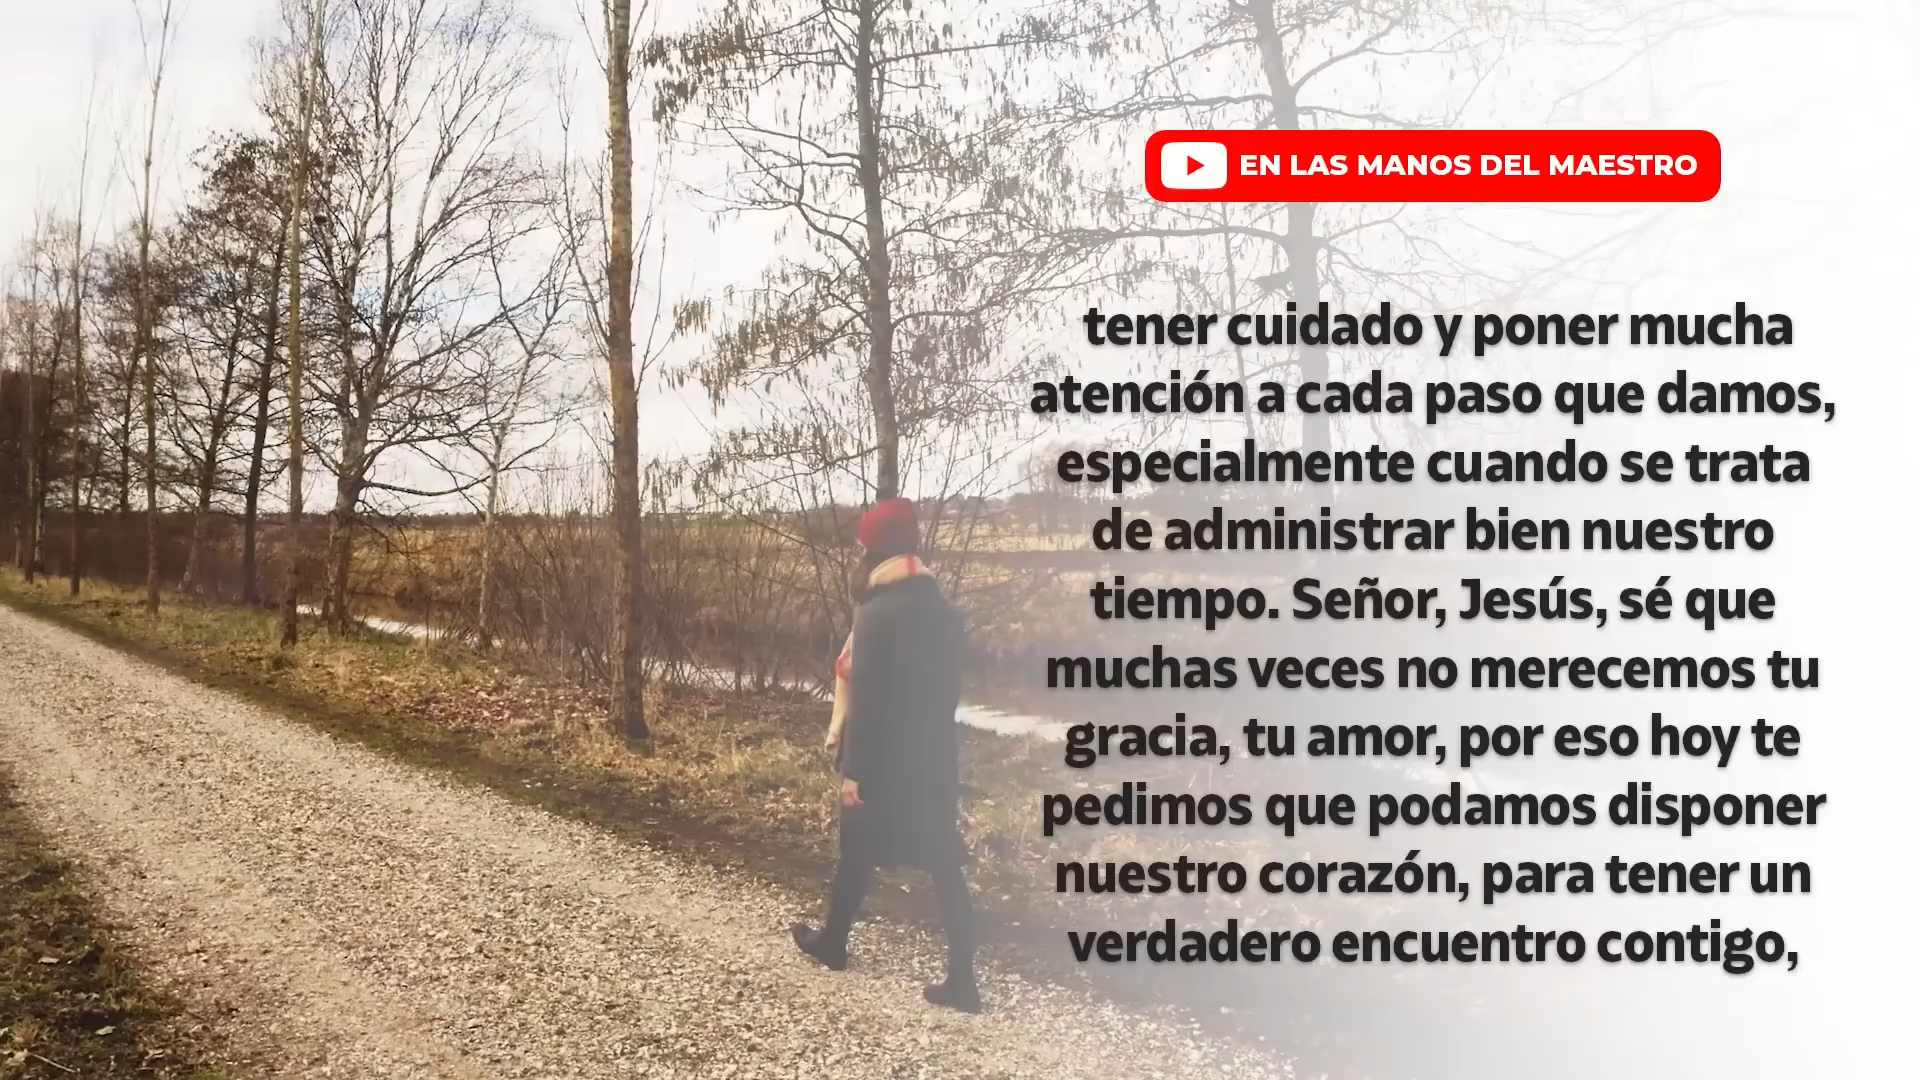 EN LAS MANOS DEL MAESTRO
tener cuidado y poner mucha
atención a cada paso que damos,
especialmente cuando se trata
de administrar bien nuestro
tiempo. Señor, Jesús, sé que
muchas veces no merecemos tu
gracia, tu amor, por eso hoy te
pedimos que podamos disponer
nuestro corazón, para tener un
verdadero encuentro contigo,